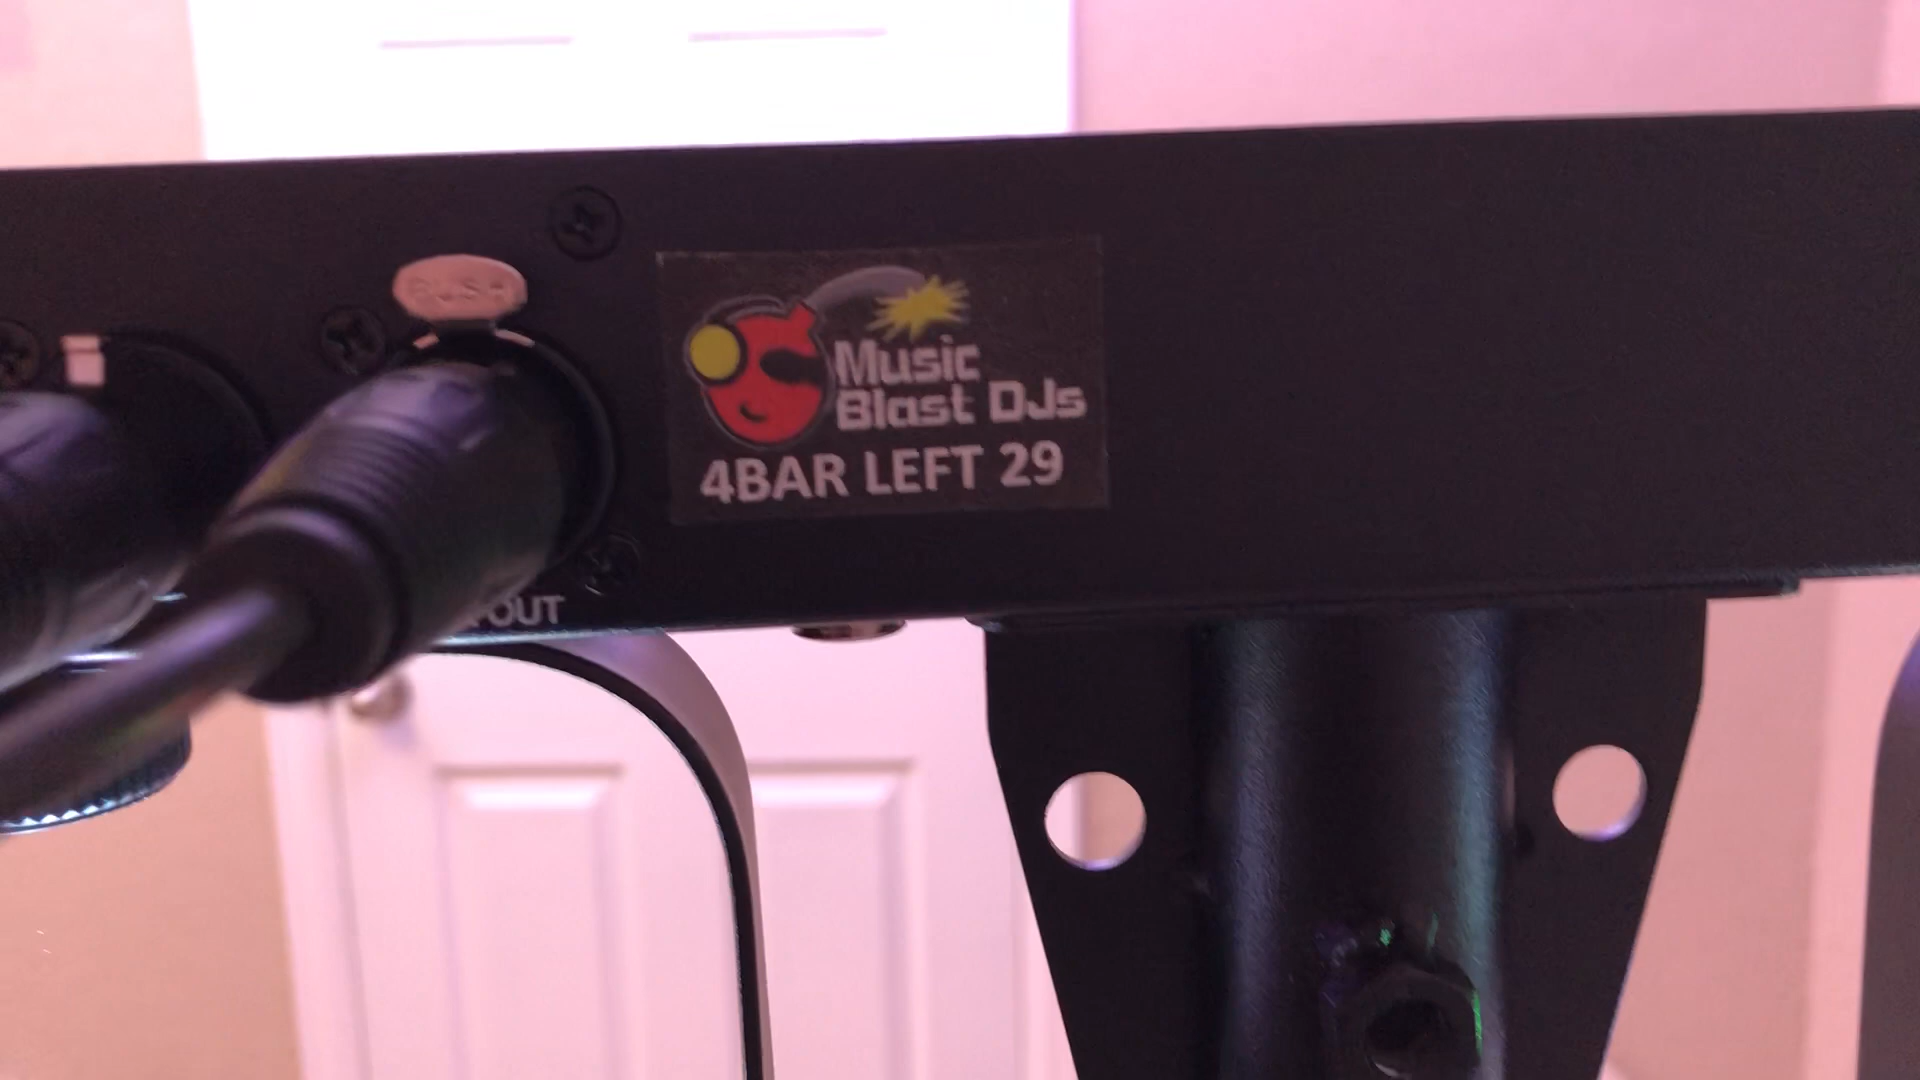 PUSH
Music
Blast DJs
4BAR LEFT 29
OUT